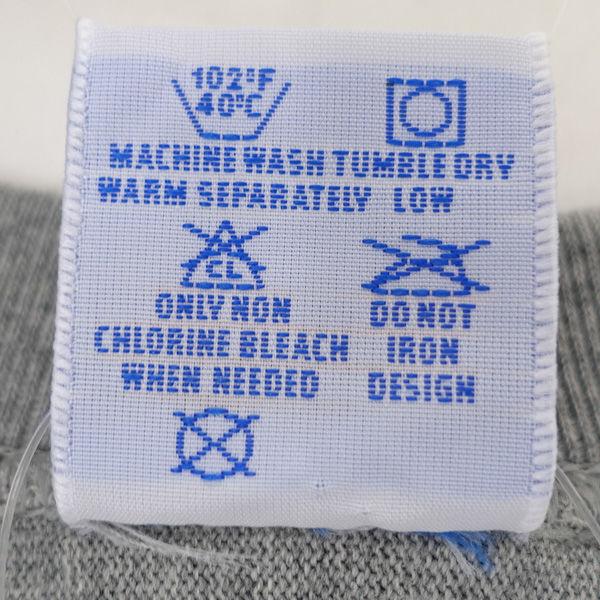 102°F
40°C
MACHINE WASH TUMBLE DRY
WARM SEPARATELY LOW
CL
ONLY NON
CHLORINE BLEACH
WHEN NEEDED
DO NOT
IRON
DESIGN